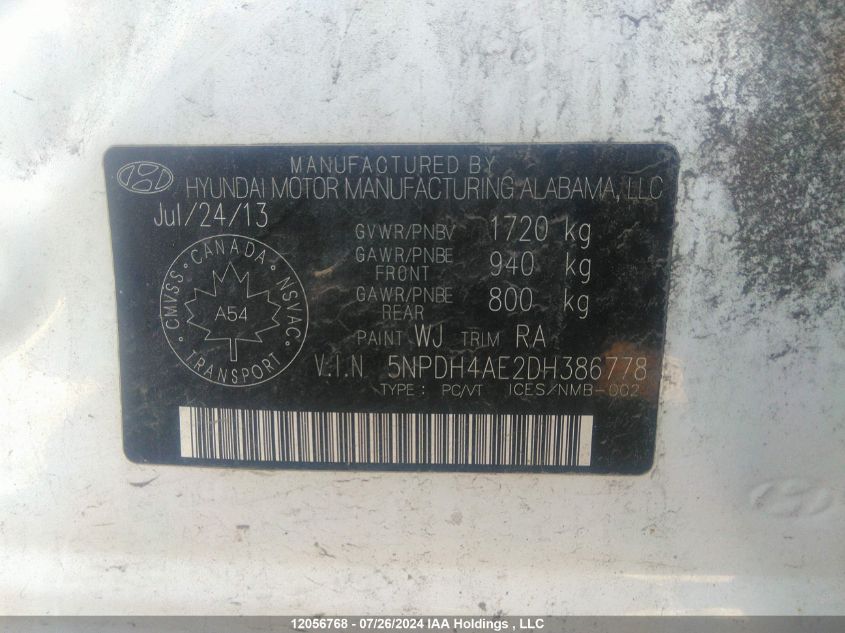 MANUFACTURED BY
HYUNDAI MOTOR MANUFACTURING ALABAMA, LLC
Jul/24/13
GVWR/PNBV 1720 kg
GAWR/PNBE FRONT 940 kg
GAWR/PNBE REAR 800 kg
CMVSS • CANADA • NSVAC • TRANSPORT •
A54
PAINT WJ TRIM RA
V.I.N 5NPDH4AE2DH386778
TYPE: PC/VT ICES/NMB-002
12056768 - 07/26/2024 IAA Holdings, LLC